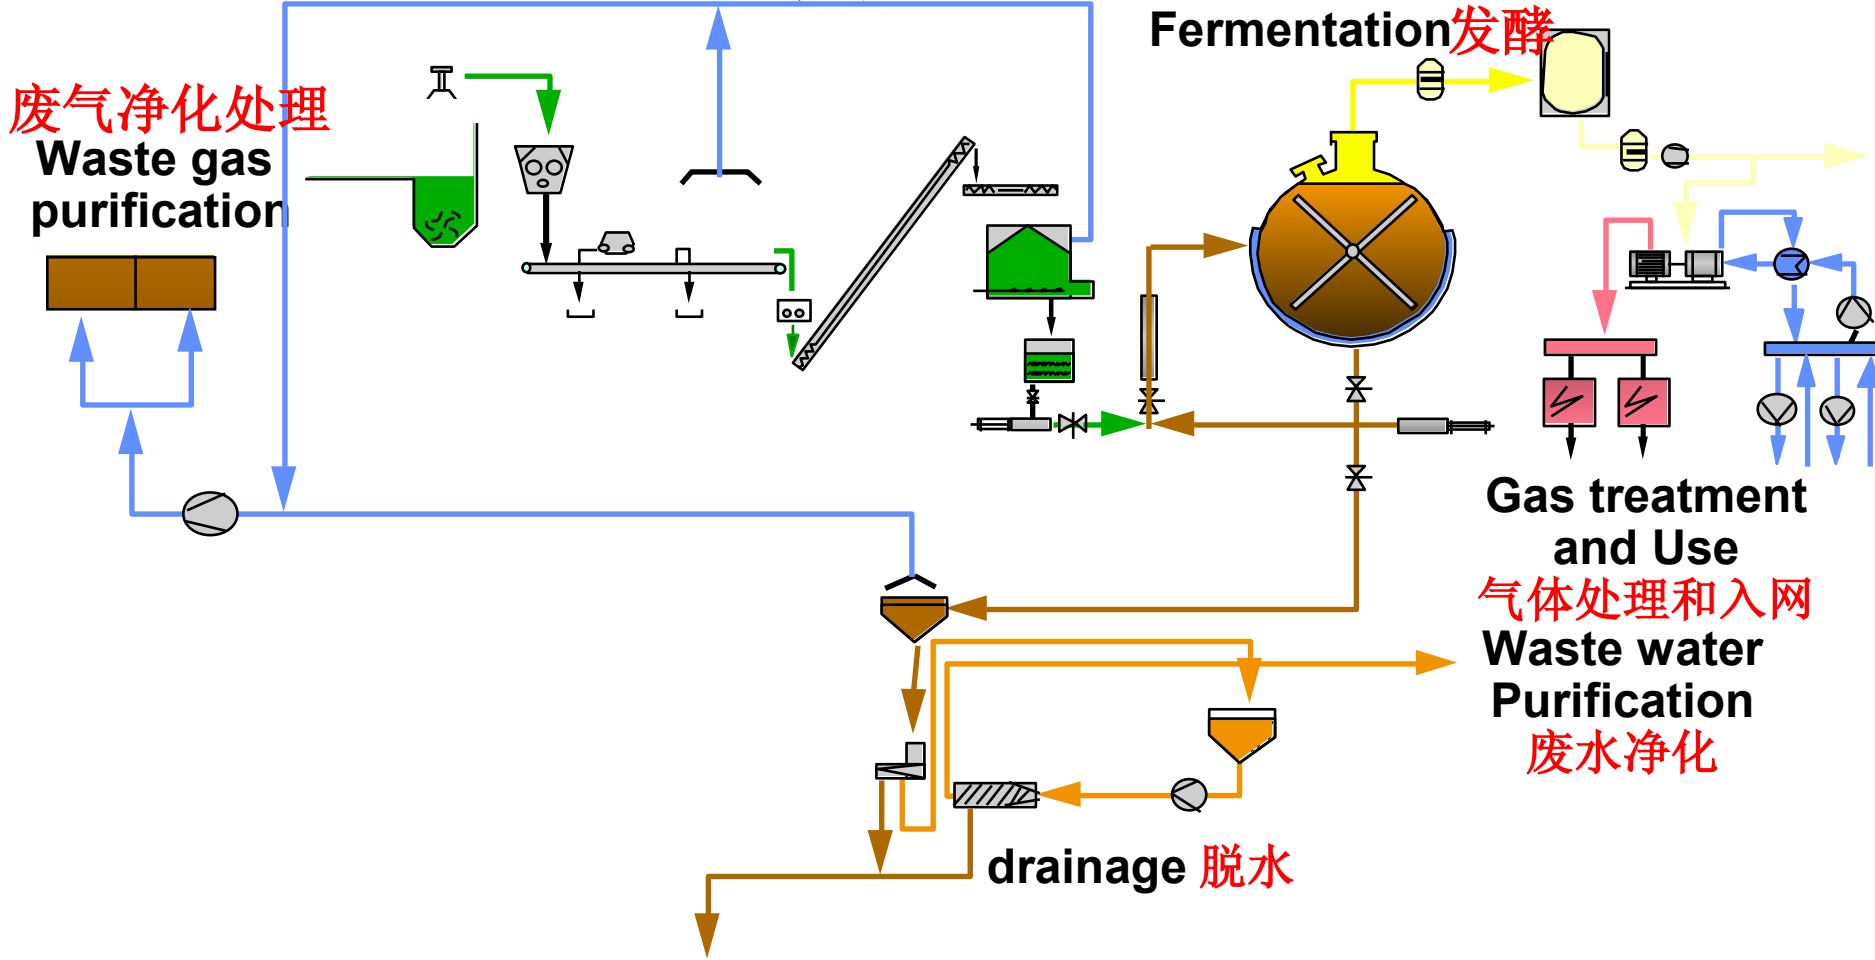 Fermentation发酵
废气净化处理
Waste gas
purification
Gas treatment
and Use
气体处理和入网
Waste water
Purification
废水净化
drainage 脱水